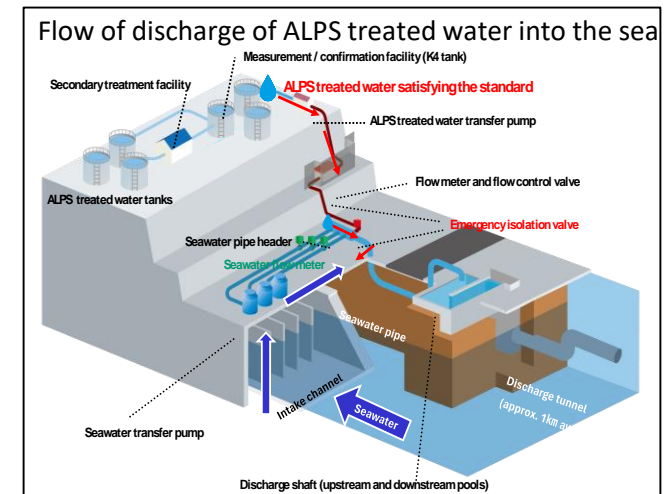 Flow of discharge of ALPS treated water into the sea
Measurement / confirmation facility (K4 tank)
Secondary treatment facility
ALPS treated water satisfying the standard
ALPS treated water transfer pump
Flow meter and flow control valve
ALPS treated water tanks
Emergency isolation valve
Seawater pipe header
Seawater flow meter
Seawater pipe
Intake channel
Seawater
Discharge tunnel
(approx. 1km
Seawater transfer pump
Discharge shaft (upstream and downstream pools)